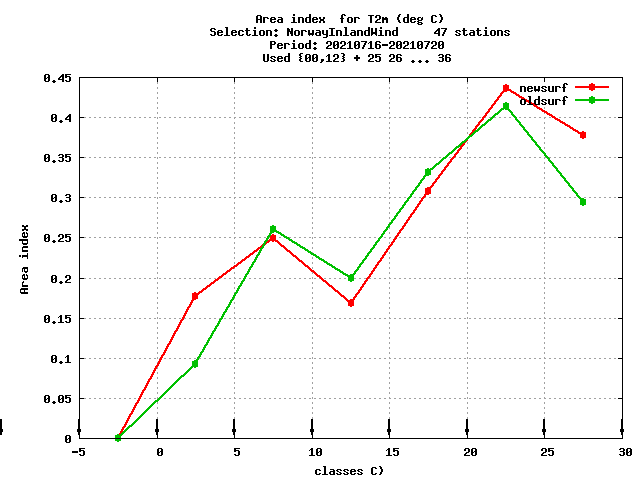 Area index  for T2m (deg C)
Selection: NorwayInlandWind     47 stations
Period: 20210716-20210720
Used {00,12} + 25 26 ... 36
newsurf
oldsurf
0.45
0.4
0.35
0.3
0.25
0.2
0.15
0.1
0.05
0
Area index
-5 0 5 10 15 20 25 30
classes C)